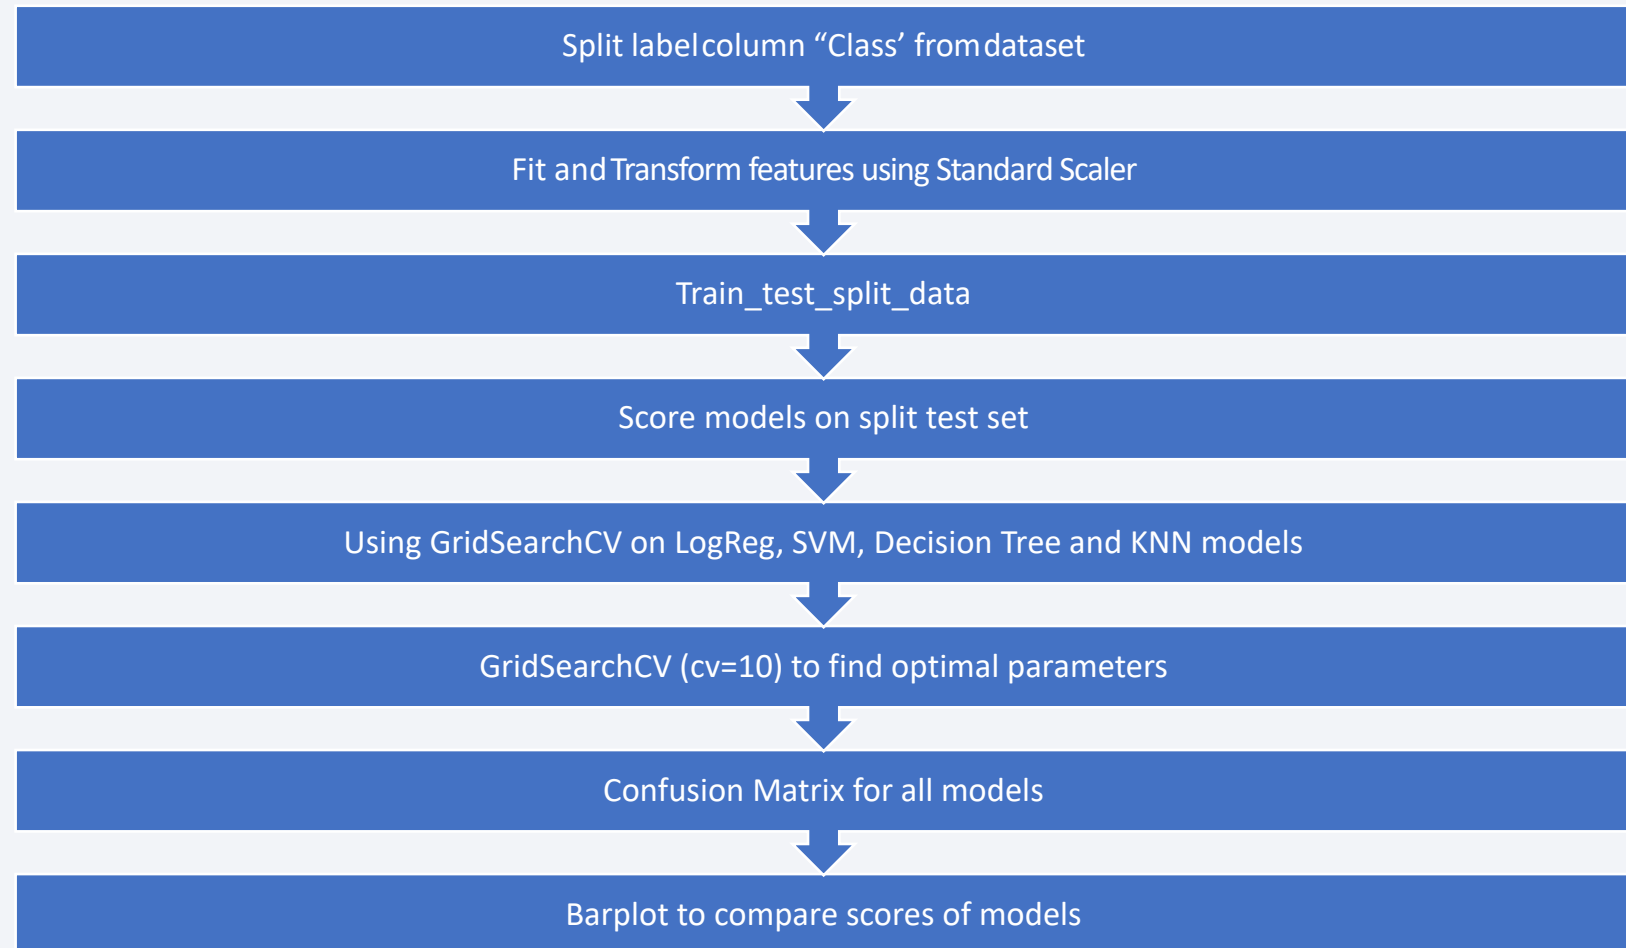 Split label column “Class’ from dataset
Fit and Transform features using Standard Scaler
Train_test_split_data
Score models on split test set
Using GridSearchCV on LogReg, SVM, Decision Tree and KNN models
GridSearchCV (cv=10) to find optimal parameters
Confusion Matrix for all models
Barplot to compare scores of models